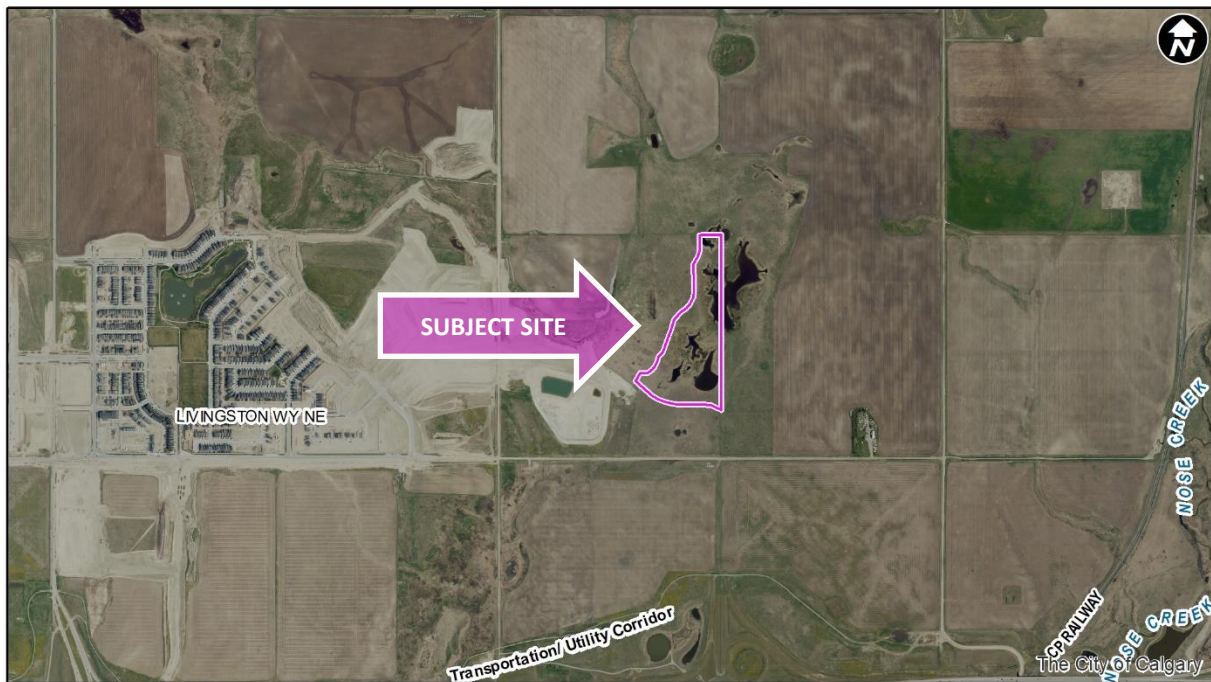 N
SUBJECT SITE
LIVINGSTON WY NE
NOSE CREEK
Transportation/ Utility Corridor
CP RAILWAY
NOSE CREEK
The City of Calgary